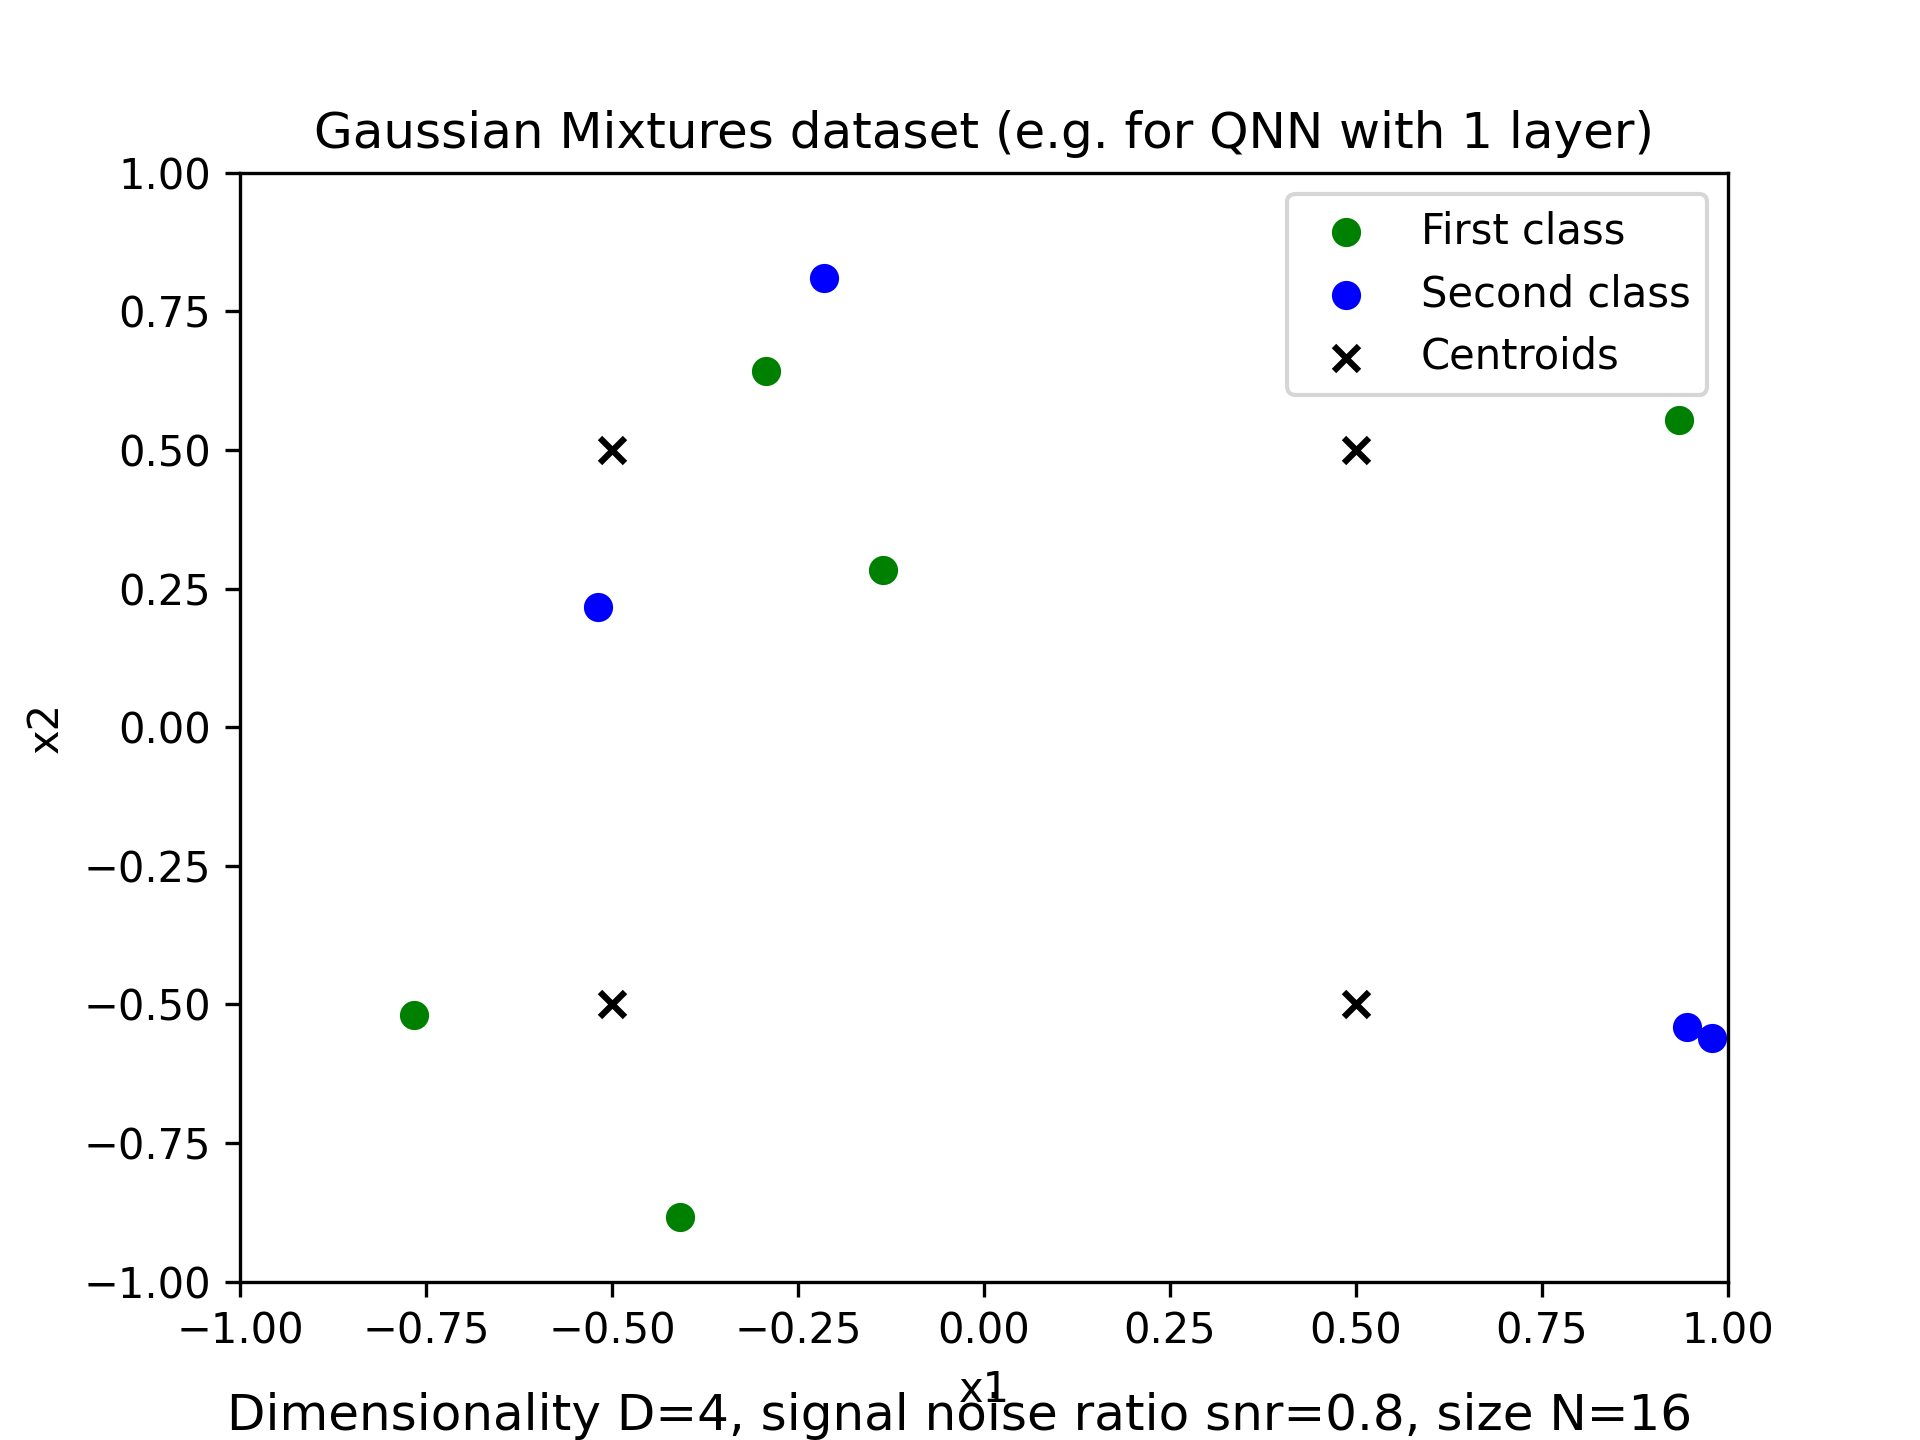 Gaussian Mixtures dataset (e.g. for QNN with 1 layer)
First class
Second class
Centroids
1.00
0.75
0.50
0.25
0.00
−0.25
−0.50
−0.75
−1.00
x2
−1.00 −0.75 −0.50 −0.25 0.00 0.25 0.50 0.75 1.00
x1
Dimensionality D=4, signal noise ratio snr=0.8, size N=16